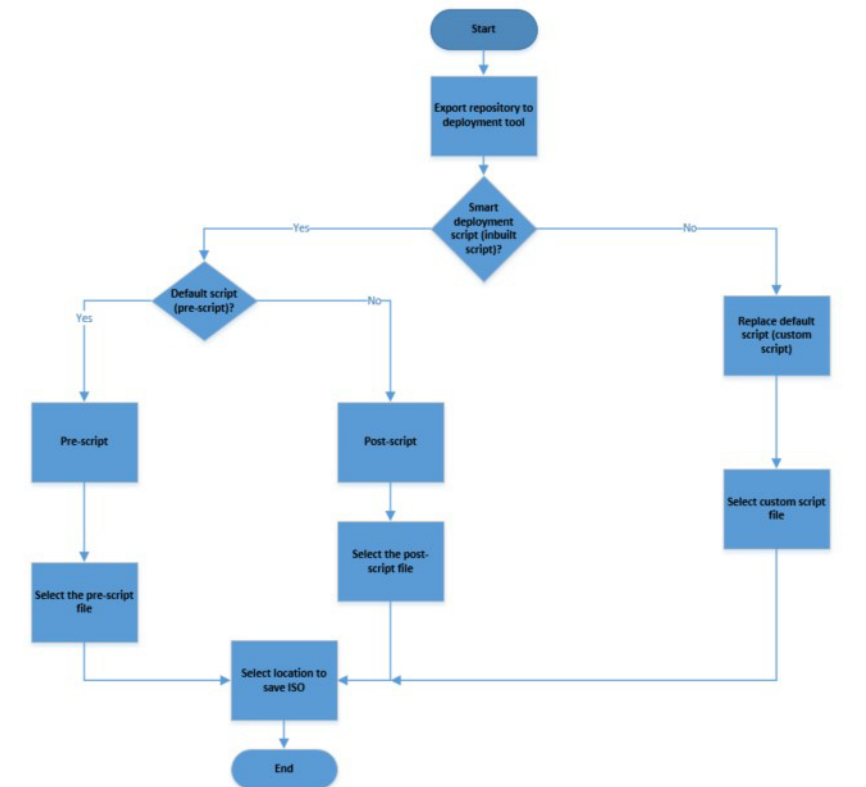 Start
Export repository to
deployment tool
Smart
deployment
script (inbuilt
script)?
Yes
No
Default script
(pre-script)?
Yes
No
Replace default
script (custom
script)
Pre-script
Post-script
Select custom script
file
Select the post-
script file
Select the pre-script
file
Select location to
save ISO
End